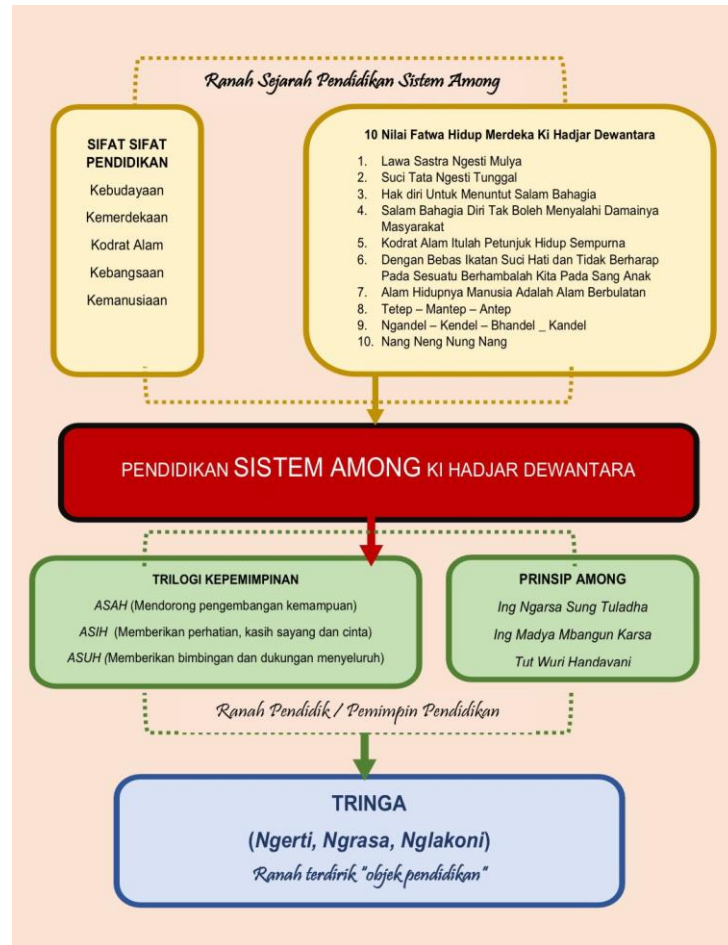 Ranah Sejarah Pendidikan Sistem Among
SIFAT SIFAT
PENDIDIKAN
Kebudayaan
Kemerdekaan
Kodrat Alam
Kebangsaan
Kemanusiaan
10 Nilai Fatwa Hidup Merdeka Ki Hadjar Dewantara
1. Lawa Sastra Ngesti Mulya
2. Suci Tata Ngesti Tunggal
3. Hak diri Untuk Menuntut Salam Bahagia
4. Salam Bahagia Diri Tak Boleh Menyalahi Damainya
Masyarakat
5. Kodrat Alam Itulah Petunjuk Hidup Sempurna
6. Dengan Bebas Ikatan Suci Hati dan Tidak Berharap
Pada Sesuatu Berhambalah Kita Pada Sang Anak
7. Alam Hidupnya Manusia Adalah Alam Berbulatan
8. Tetep – Mantep – Antep
9. Ngandel – Kendel – Bhandel _ Kandel
10. Nang Neng Nung Nang
PENDIDIKAN SISTEM AMONG KI HADJAR DEWANTARA
TRILOGI KEPEMIMPINAN
ASAH (Mendorong pengembangan kemampuan)
ASIH (Memberikan perhatian, kasih sayang dan cinta)
ASUH (Memberikan bimbingan dan dukungan menyeluruh)
PRINSIP AMONG
Ing Ngarsa Sung Tuladha
Ing Madya Mbangun Karsa
Tut Wuri Handavani
Ranah Pendidik / Pemimpin Pendidikan
TRINGA
(Ngerti, Ngrasa, Nglakoni)
Ranah terdirik "objek pendidikan"